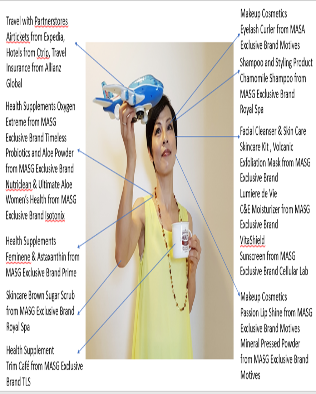 Travel with Partnerstores
Airtickets from Expedia,
Hotels from Ctrip, Travel
Insurance from Allianz
Global
Health Supplements Oxygen
Extreme from MASG
Exclusive Brand Timeless
Probiotics and Aloe Powder
from MASG Exclusive Brand
Nutriclean & Ultimate Aloe
Women's Health from MASG
Exclusive Brand Isotonix
Health Supplements
Feminene & Astaxanthin from
MASG Exclusive Brand Prime
Skincare Brown Sugar Scrub
from MASG Exclusive Brand
Royal Spa
Health Supplement
Trim Café from MASG Exclusive
Brand TLS
Makeup Cosmetics
Eyelash Curler from MASA
Exclusive Brand Motives
Shampoo and Styling Product
Chamomile Shampoo from
MASG Exclusive Brand
Royal Spa
Facial Cleanser & Skin Care
Skincare Kit , Volcanic
Exfoliation Mask from MASG
Exclusive Brand
Lumiere de Vie
C&E Moisturizer from MASG
Exclusive Brand
VitaShield
Sunscreen from MASG
Exclusive Brand Cellular Lab
Makeup Cosmetics
Passion Lip Shine from MASG
Exclusive Brand Motives
Mineral Pressed Powder
from MASG Exclusive Brand
Motives